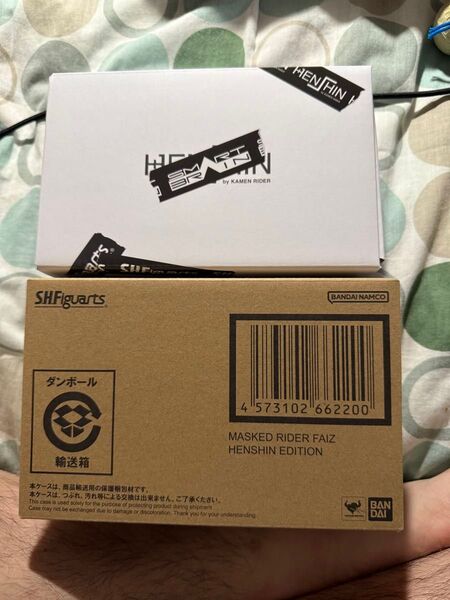 HENSHIN
HENSHIN
SMART
BRAIN
by KAMEN RIDER
S.H.Figuarts
S.H.Figuarts
BANDAI NAMCO
ダンボール
輸送箱
4 573102 662200
MASKED RIDER FAIZ
HENSHIN EDITION
本ケースは、商品輸送用の保護梱包材です。
本ケースは、つぶれ、汚れ等による交換は出来ません。ご了承ください。
This case is used solely for the purpose of protecting product during shipment.
Case may not be exchanged due to damage or discoloration. Thank you for your understanding.
BAN
DAI